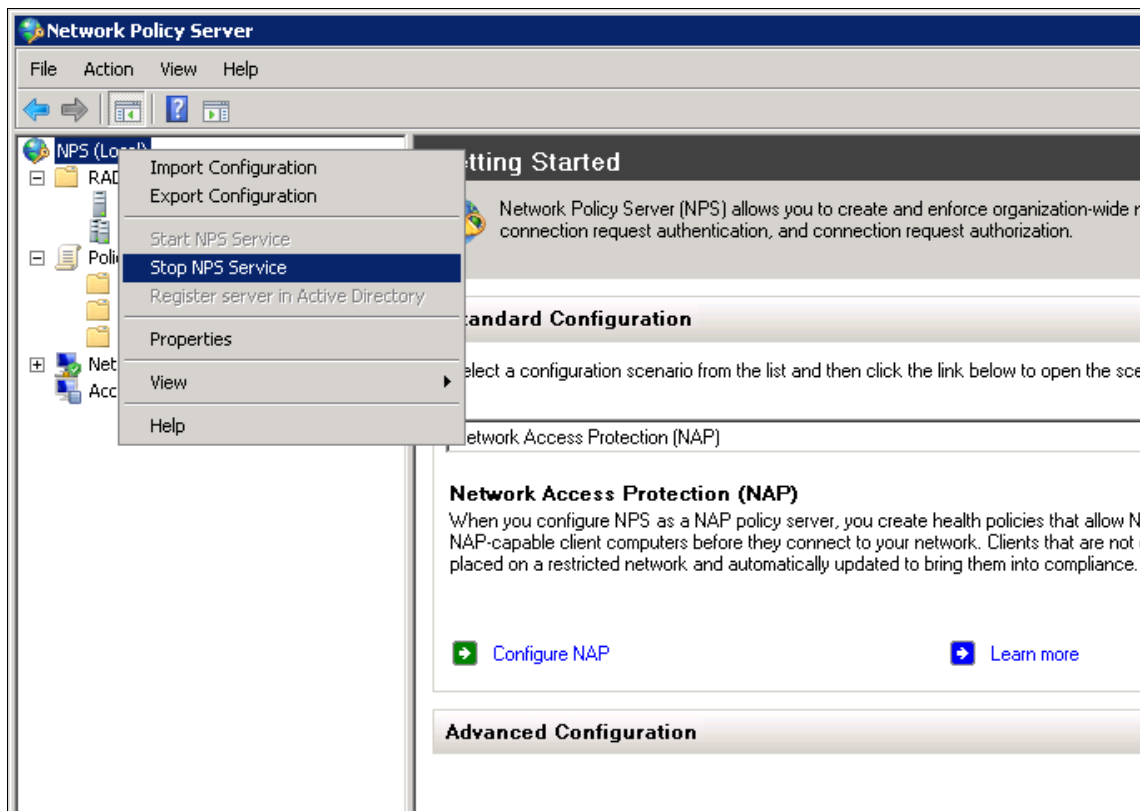 Network Policy Server
File Action View Help
NPS (Local)
Import Configuration
Export Configuration
Start NPS Service
Stop NPS Service
Register server in Active Directory
Properties
View
Help
Getting Started
Network Policy Server (NPS) allows you to create and enforce organization-wide
connection request authentication, and connection request authorization.
Standard Configuration
Select a configuration scenario from the list and then click the link below to open the
Network Access Protection (NAP)
Network Access Protection (NAP)
When you configure NPS as a NAP policy server, you create health policies that allow
NAP-capable client computers before they connect to your network. Clients that are not
placed on a restricted network and automatically updated to bring them into compliance.
Configure NAP
Learn more
Advanced Configuration